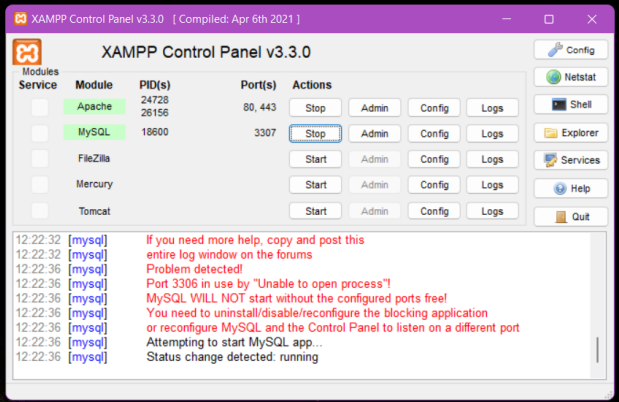 XAMPP Control Panel v3.3.0 [ Compiled: Apr 6th 2021 ]
XAMPP Control Panel v3.3.0
Config
Modules
Service Module PID(s) Port(s) Actions
Netstat
Apache 24728 26156 80, 443 Stop Admin Config Logs
Shell
MySQL 18600 3307 Stop Admin Config Logs
Explorer
FileZilla Start Admin Config Logs
Services
Mercury Start Admin Config Logs
Help
Tomcat Start Admin Config Logs
Quit
12:22:32 [mysql] If you need more help, copy and post this
12:22:32 [mysql] entire log window on the forums
12:22:36 [mysql] Problem detected!
12:22:36 [mysql] Port 3306 in use by "Unable to open process"!
12:22:36 [mysql] MySQL WILL NOT start without the configured ports free!
12:22:36 [mysql] You need to uninstall/disable/reconfigure the blocking application
12:22:36 [mysql] or reconfigure MySQL and the Control Panel to listen on a different port
12:22:36 [mysql] Attempting to start MySQL app...
12:22:36 [mysql] Status change detected: running